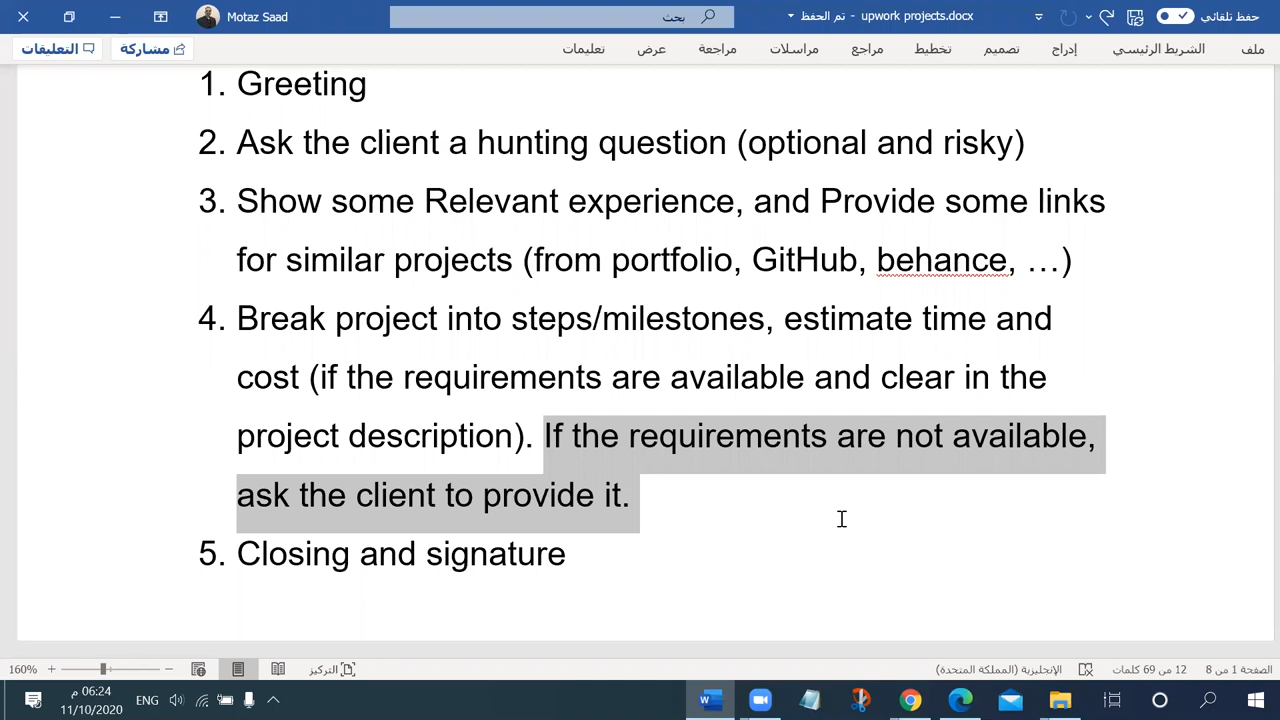 حفظ تلقائي
upwork projects.docx - تم الحفظ
بحث
Motaz Saad
ملف
الشريط الرئيسي
إدراج
تصميم
تخطيط
مراجع
مراسلات
مراجعة
عرض
تعليمات
مشاركة
التعليقات
1. Greeting
2. Ask the client a hunting question (optional and risky)
3. Show some Relevant experience, and Provide some links
for similar projects (from portfolio, GitHub, behance, …)
4. Break project into steps/milestones, estimate time and
cost (if the requirements are available and clear in the
project description). If the requirements are not available,
ask the client to provide it.
5. Closing and signature
الصفحة 1 من 8
12 من 69 كلمات
الإنجليزية (المملكة المتحدة)
التركيز
160%
ENG
06:24 م
11/10/2020